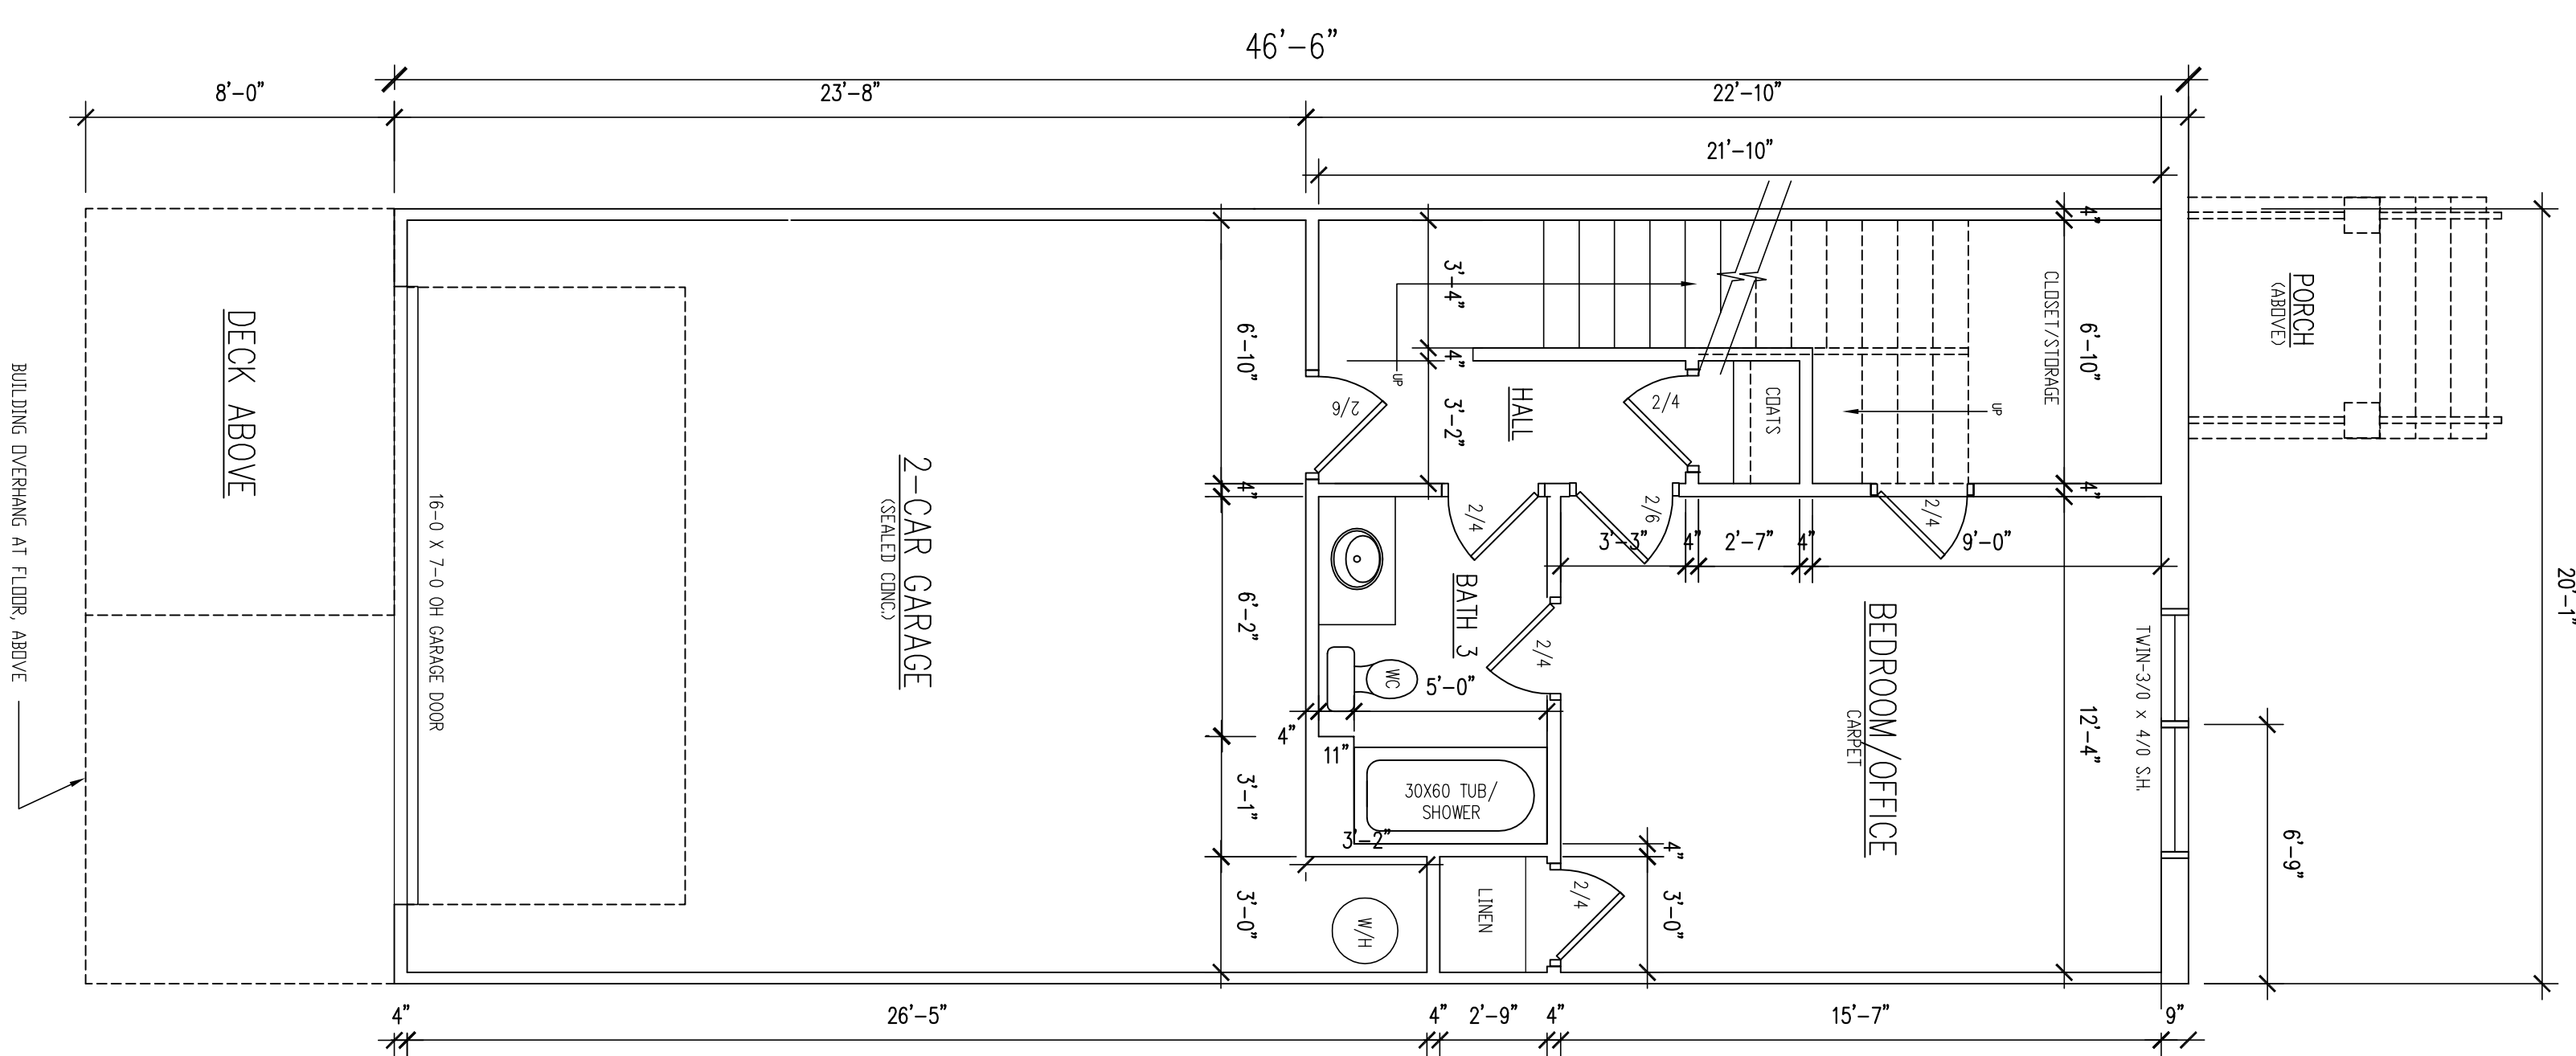 46'-6"
8'-0"
23'-8"
22'-10"
21'-10"
4"
3'-4"
6'-10"
4"
3'-2"
4"
UP
2/6
HALL
2/4
COATS
UP
CLOSET/STORAGE
6'-10"
4"
PORCH
(ABOVE)
20'-1"
DECK ABOVE
BUILDING OVERHANG AT FLOOR, ABOVE
16-0 X 7-0 OH GARAGE DOOR
2-CAR GARAGE
(SEALED CONC.)
2/4
2/6
2/4
3'-3"
4"
2'-7"
4"
9'-0"
6'-2"
BATH 3
2/4
WC
5'-0"
4"
11"
BEDROOM/OFFICE
CARPET
12'-4"
TWIN-3/0 x 4/0 S.H.
6'-9"
3'-1"
30X60 TUB/
SHOWER
3'-2"
4"
3'-0"
W/H
LINEN
2/4
3'-0"
4"
26'-5"
4"
2'-9"
4"
15'-7"
9"